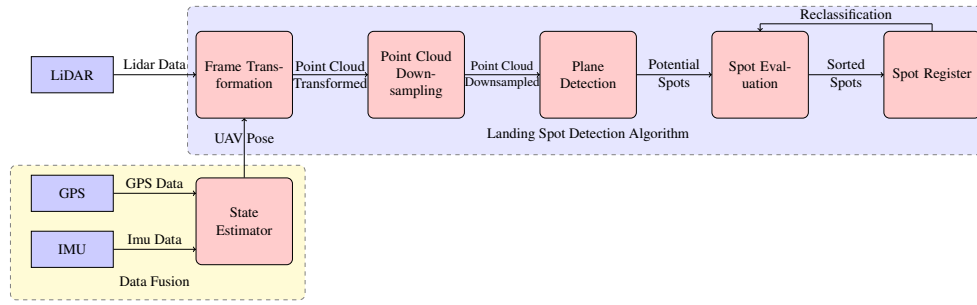 Reclassification
LiDAR
Lidar Data
Frame Trans-
formation
Point Cloud
Transformed
Point Cloud
Down-
sampling
Point Cloud
Downsampled
Plane
Detection
Potential
Spots
Spot Eval-
uation
Sorted
Spots
Spot Register
Landing Spot Detection Algorithm
UAV Pose
GPS
GPS Data
State
Estimator
IMU
Imu Data
Data Fusion